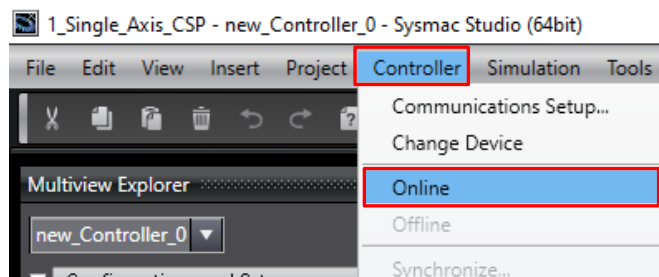 1_Single_Axis_CSP - new_Controller_0 - Sysmac Studio (64bit)
File Edit View Insert Project Controller Simulation Tools
Communications Setup...
Change Device
Multiview Explorer
Online
new_Controller_0
Offline
Synchronize...